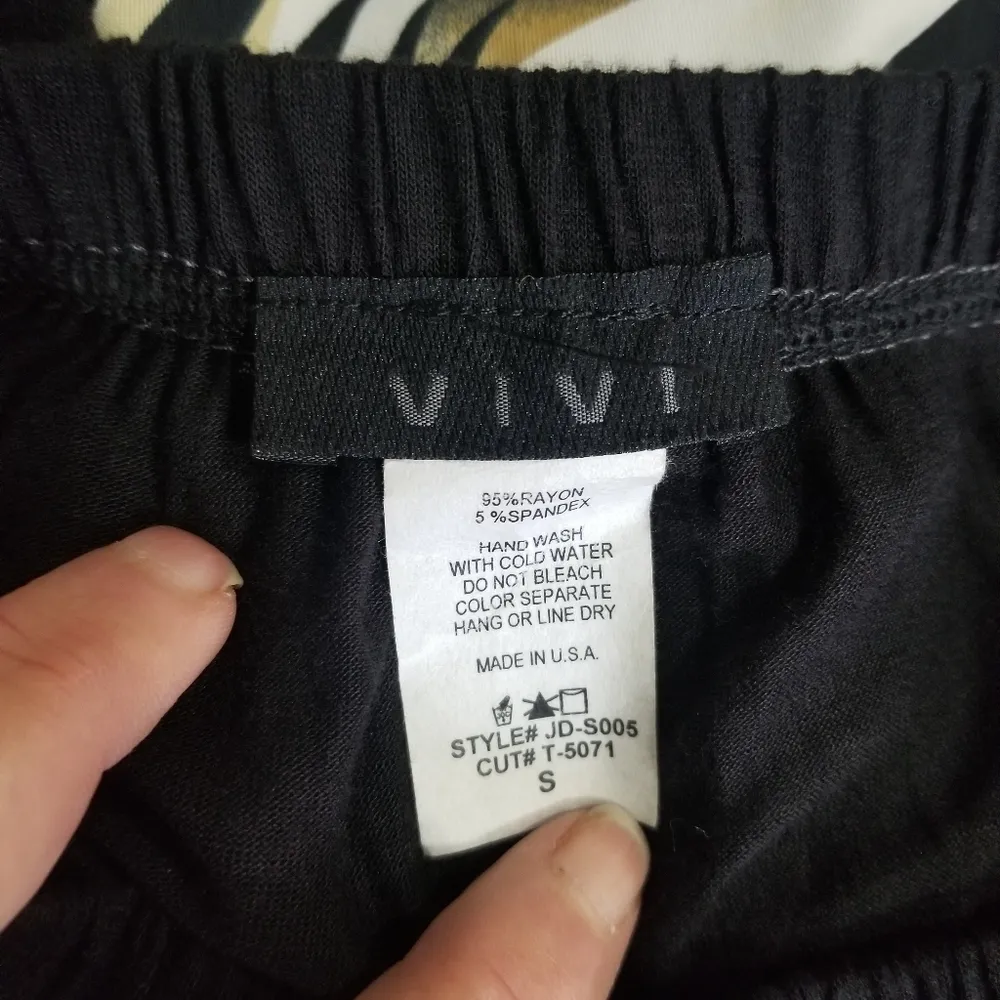 VIVI
95%RAYON
5 %SPANDEX
HAND WASH
WITH COLD WATER
DO NOT BLEACH
COLOR SEPARATE
HANG OR LINE DRY
MADE IN U.S.A.
STYLE# JD-S005
CUT# T-5071
S